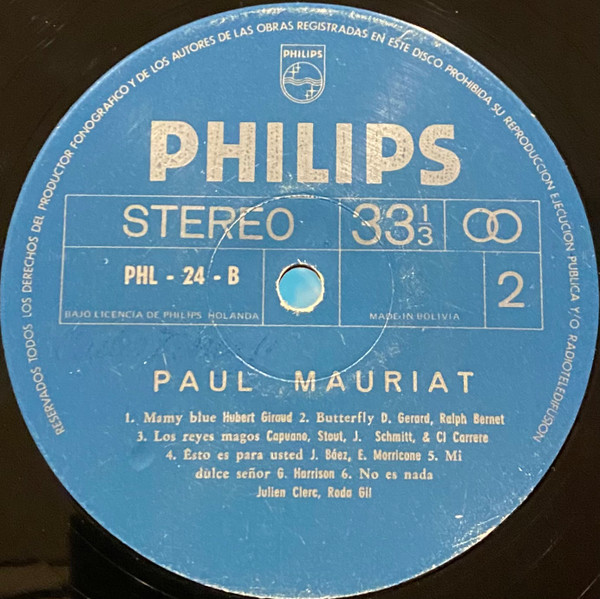 RESERVADOS TODOS LOS DERECHOS DEL PRODUCTOR FONOGRAFICO Y DE LOS AUTORES DE LAS OBRAS REGISTRADAS EN ESTE DISCO. PROHIBIDA SU REPRODUCCION EJECUCION PUBLICA Y/O RADIOTELEDIFUSION
PHILIPS
PHILIPS
STEREO 33 1/3
PHL - 24 - B 2
BAJO LICENCIA DE PHILIPS HOLANDA MADE IN BOLIVIA
PAUL MAURIAT
1. Mamy blue Hubert Giraud 2. Butterfly D. Gerard, Ralph Bernet
3. Los reyes magos Capuano, Stout, J. Schmitt, & Cl Carrere
4. Ésto es para usted J. Báez, E. Morricone 5. Mi
dulce señor G. Harrison 6. No es nada
Julien Clerc, Roda Gil